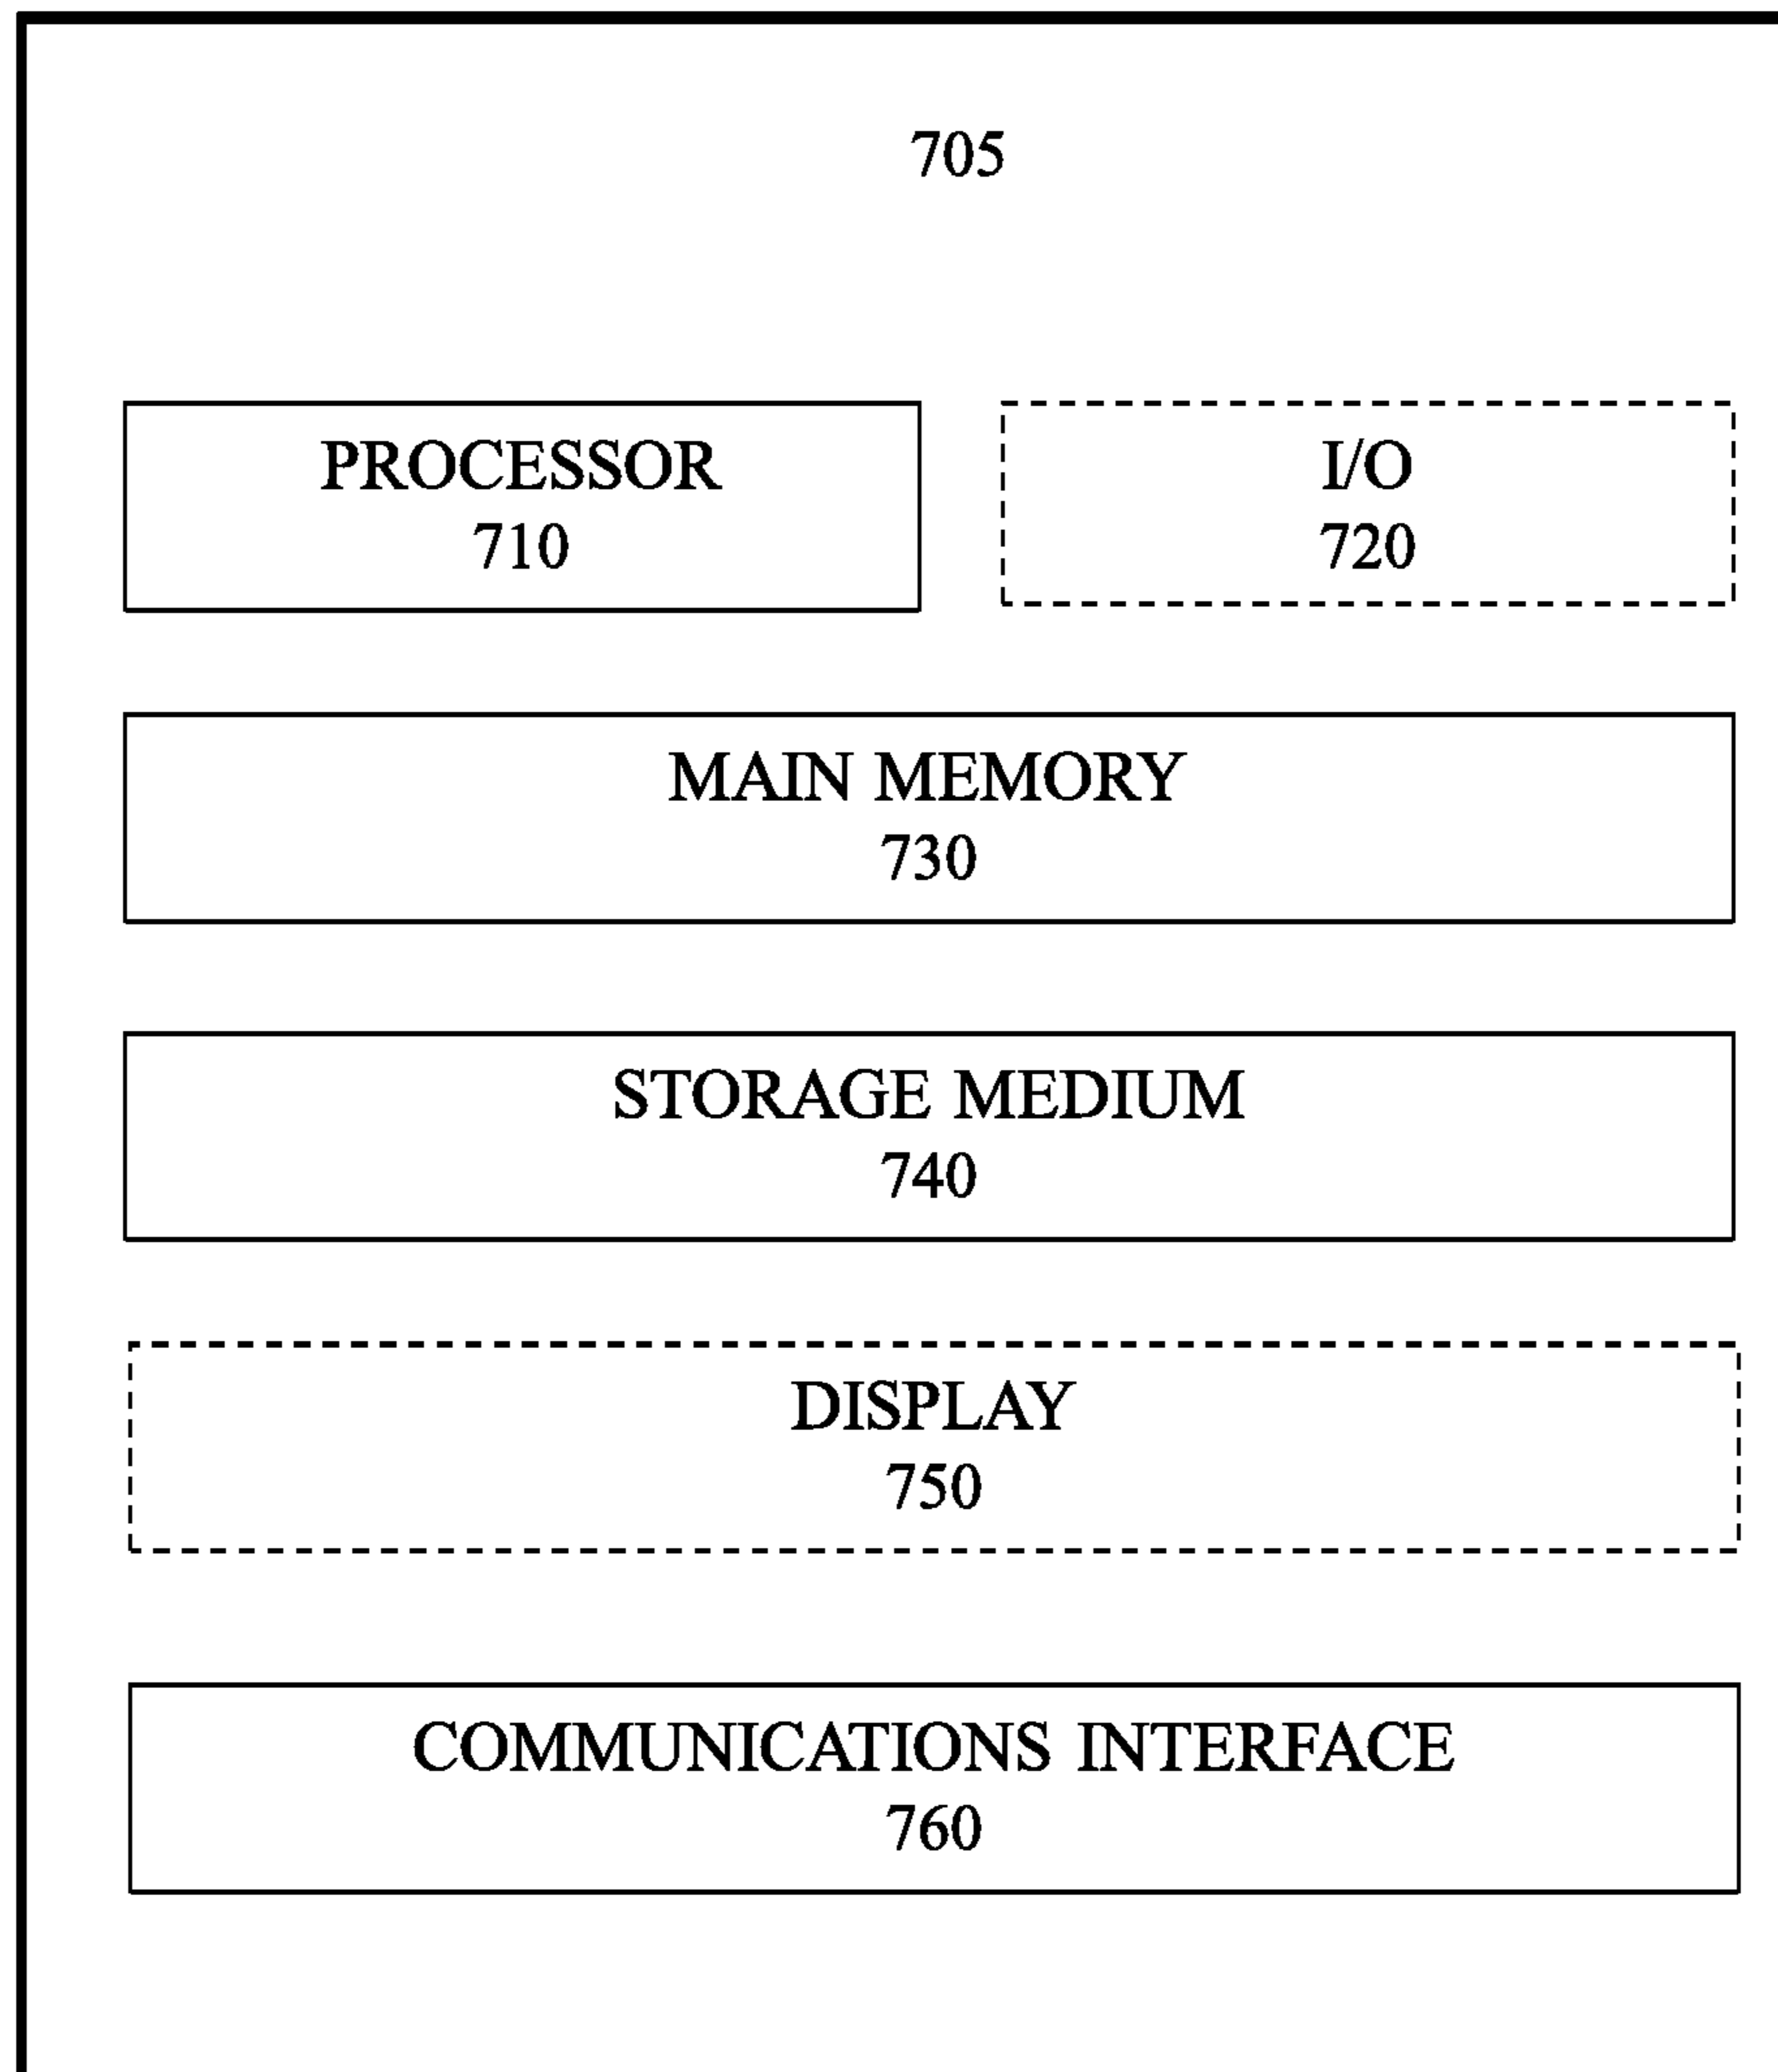 705
PROCESSOR
710
I/O
720
MAIN MEMORY
730
STORAGE MEDIUM
740
DISPLAY
750
COMMUNICATIONS INTERFACE
760